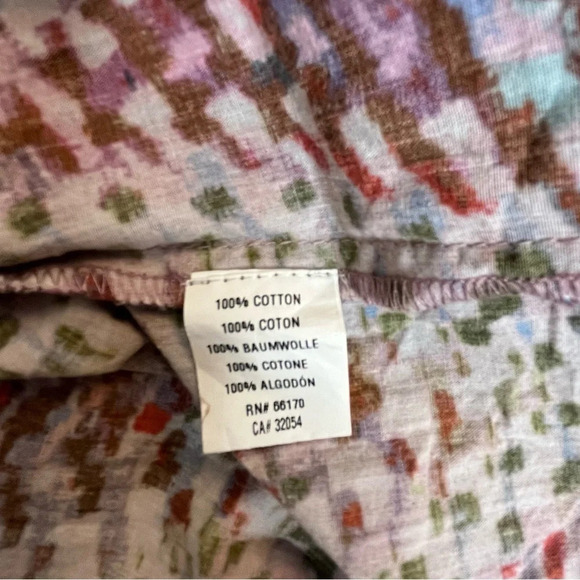 100% COTTON
100% COTON
100% BAUMWOLLE
100% COTONE
100% ALGODÓN
RN# 66170
CA# 32054